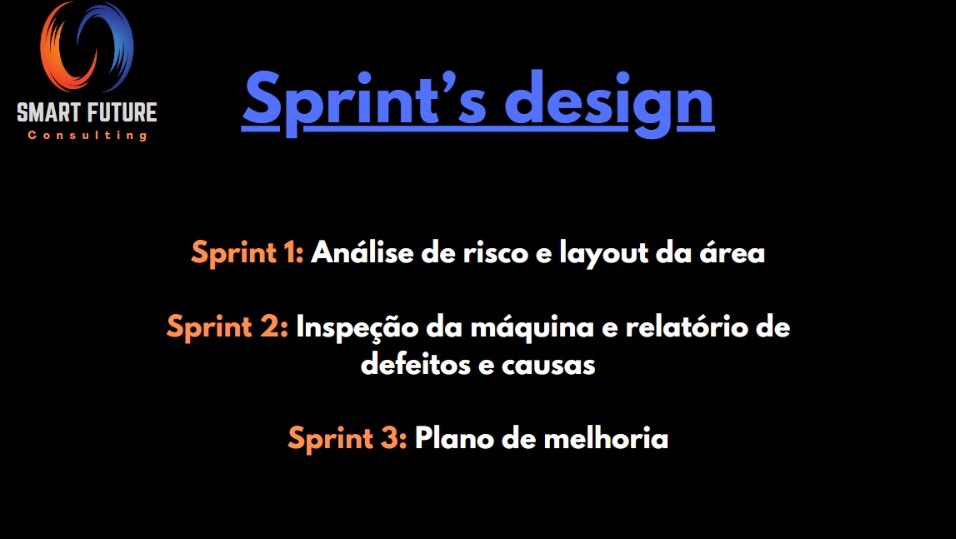 SMART FUTURE
Consulting
Sprint’s design
Sprint 1: Análise de risco e layout da área
Sprint 2: Inspeção da máquina e relatório de
defeitos e causas
Sprint 3: Plano de melhoria